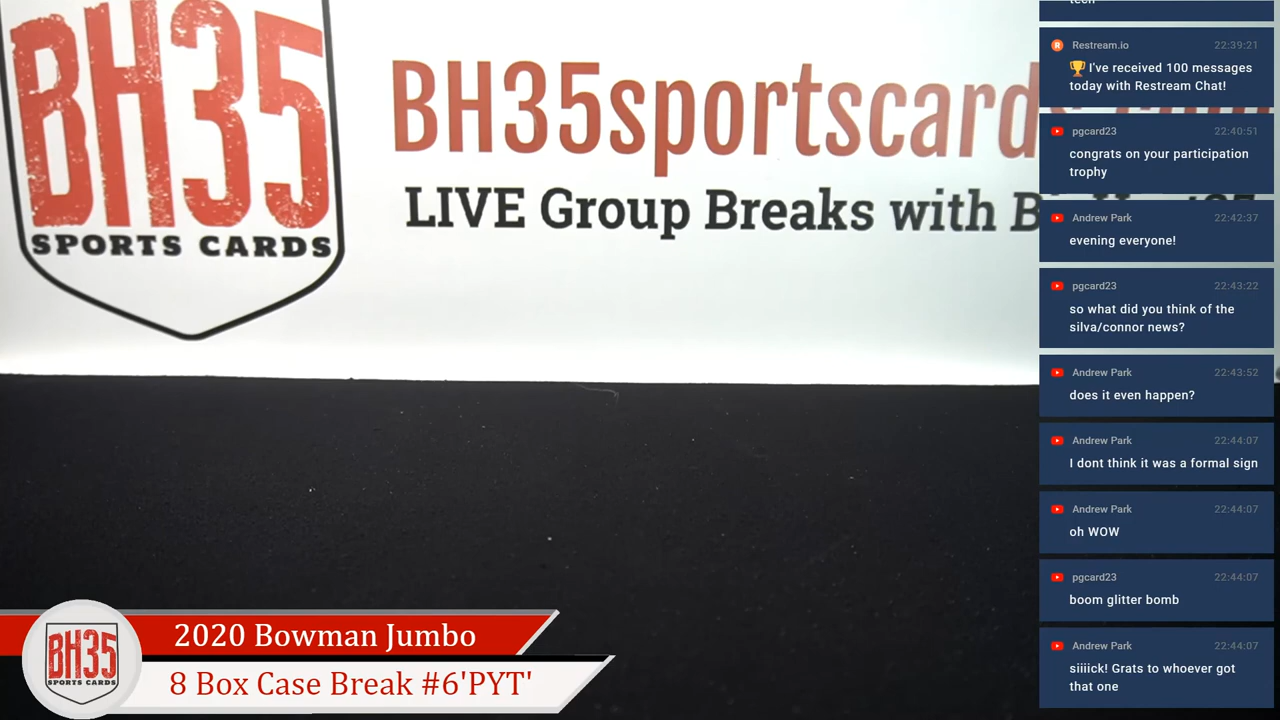 BH35
SPORTS CARDS
BH35sportscards
LIVE Group Breaks with
tech
Restream.io 22:39:21
🏆 I've received 100 messages
today with Restream Chat!
pgcard23 22:40:51
congrats on your participation
trophy
Andrew Park 22:42:37
evening everyone!
pgcard23 22:43:22
so what did you think of the
silva/connor news?
Andrew Park 22:43:52
does it even happen?
Andrew Park 22:44:07
I dont think it was a formal sign
Andrew Park 22:44:07
oh WOW
pgcard23 22:44:07
boom glitter bomb
Andrew Park 22:44:07
siiiick! Grats to whoever got
that one
BH35
SPORTS CARDS
2020 Bowman Jumbo
8 Box Case Break #6'PYT'